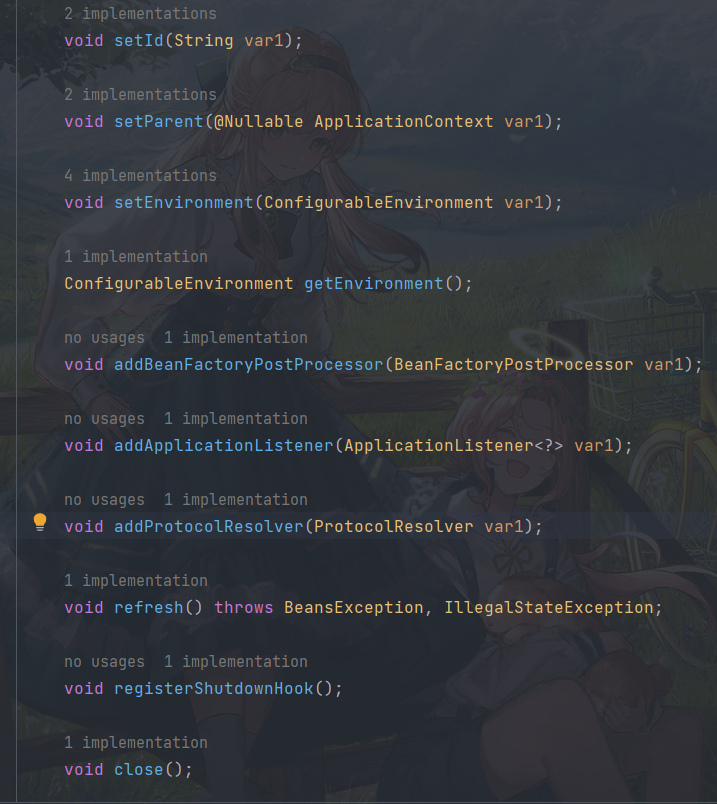 2 implementations
void setId(String var1);
2 implementations
void setParent(@Nullable ApplicationContext var1);
4 implementations
void setEnvironment(ConfigurableEnvironment var1);
1 implementation
ConfigurableEnvironment getEnvironment();
no usages  1 implementation
void addBeanFactoryPostProcessor(BeanFactoryPostProcessor var1);
no usages  1 implementation
void addApplicationListener(ApplicationListener<?> var1);
no usages  1 implementation
void addProtocolResolver(ProtocolResolver var1);
1 implementation
void refresh() throws BeansException, IllegalStateException;
no usages  1 implementation
void registerShutdownHook();
1 implementation
void close();